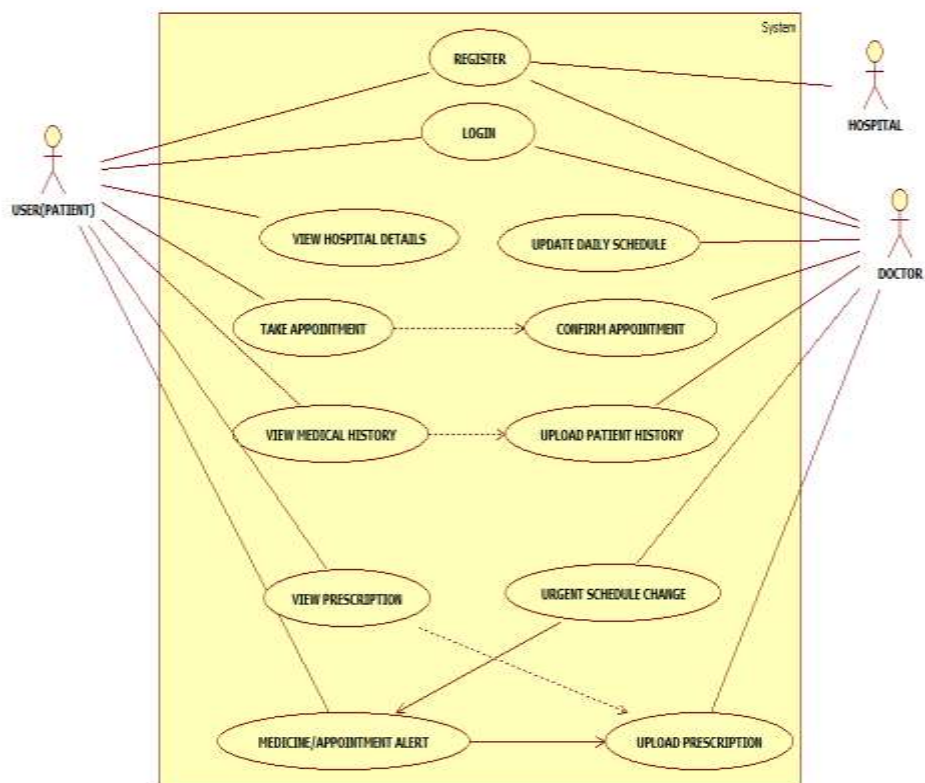 System
REGISTER
HOSPITAL
LOGIN
USER(PATIENT)
VIEW HOSPITAL DETAILS
UPDATE DAILY SCHEDULE
DOCTOR
TAKE APPOINTMENT
CONFIRM APPOINTMENT
VIEW MEDICAL HISTORY
UPLOAD PATIENT HISTORY
VIEW PRESCRIPTION
URGENT SCHEDULE CHANGE
MEDICINE/APPOINTMENT ALERT
UPLOAD PRESCRIPTION